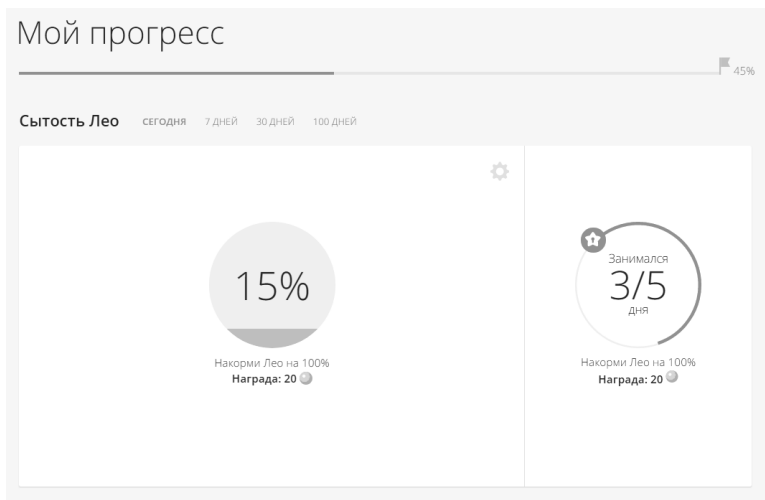 Мой прогресс
45%
Сытость Лео СЕГОДНЯ 7 ДНЕЙ 30 ДНЕЙ 100 ДНЕЙ
15%
Накорми Лео на 100%
Награда: 20
Занимался
3/5
дня
Накорми Лео на 100%
Награда: 20